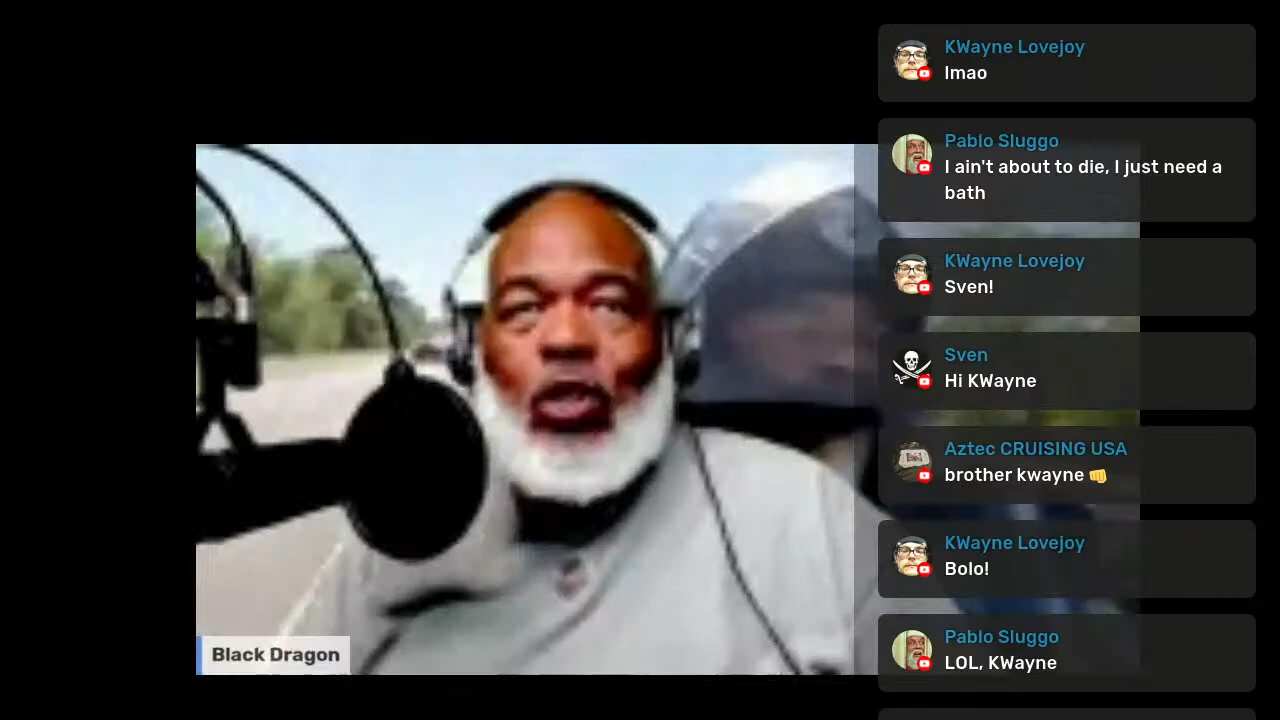 KWayne Lovejoy
lmao
Pablo Sluggo
I ain't about to die, I just need a
bath
KWayne Lovejoy
Sven!
Sven
Hi KWayne
Aztec CRUISING USA
brother kwayne 👊
KWayne Lovejoy
Bolo!
Pablo Sluggo
LOL, KWayne
Black Dragon